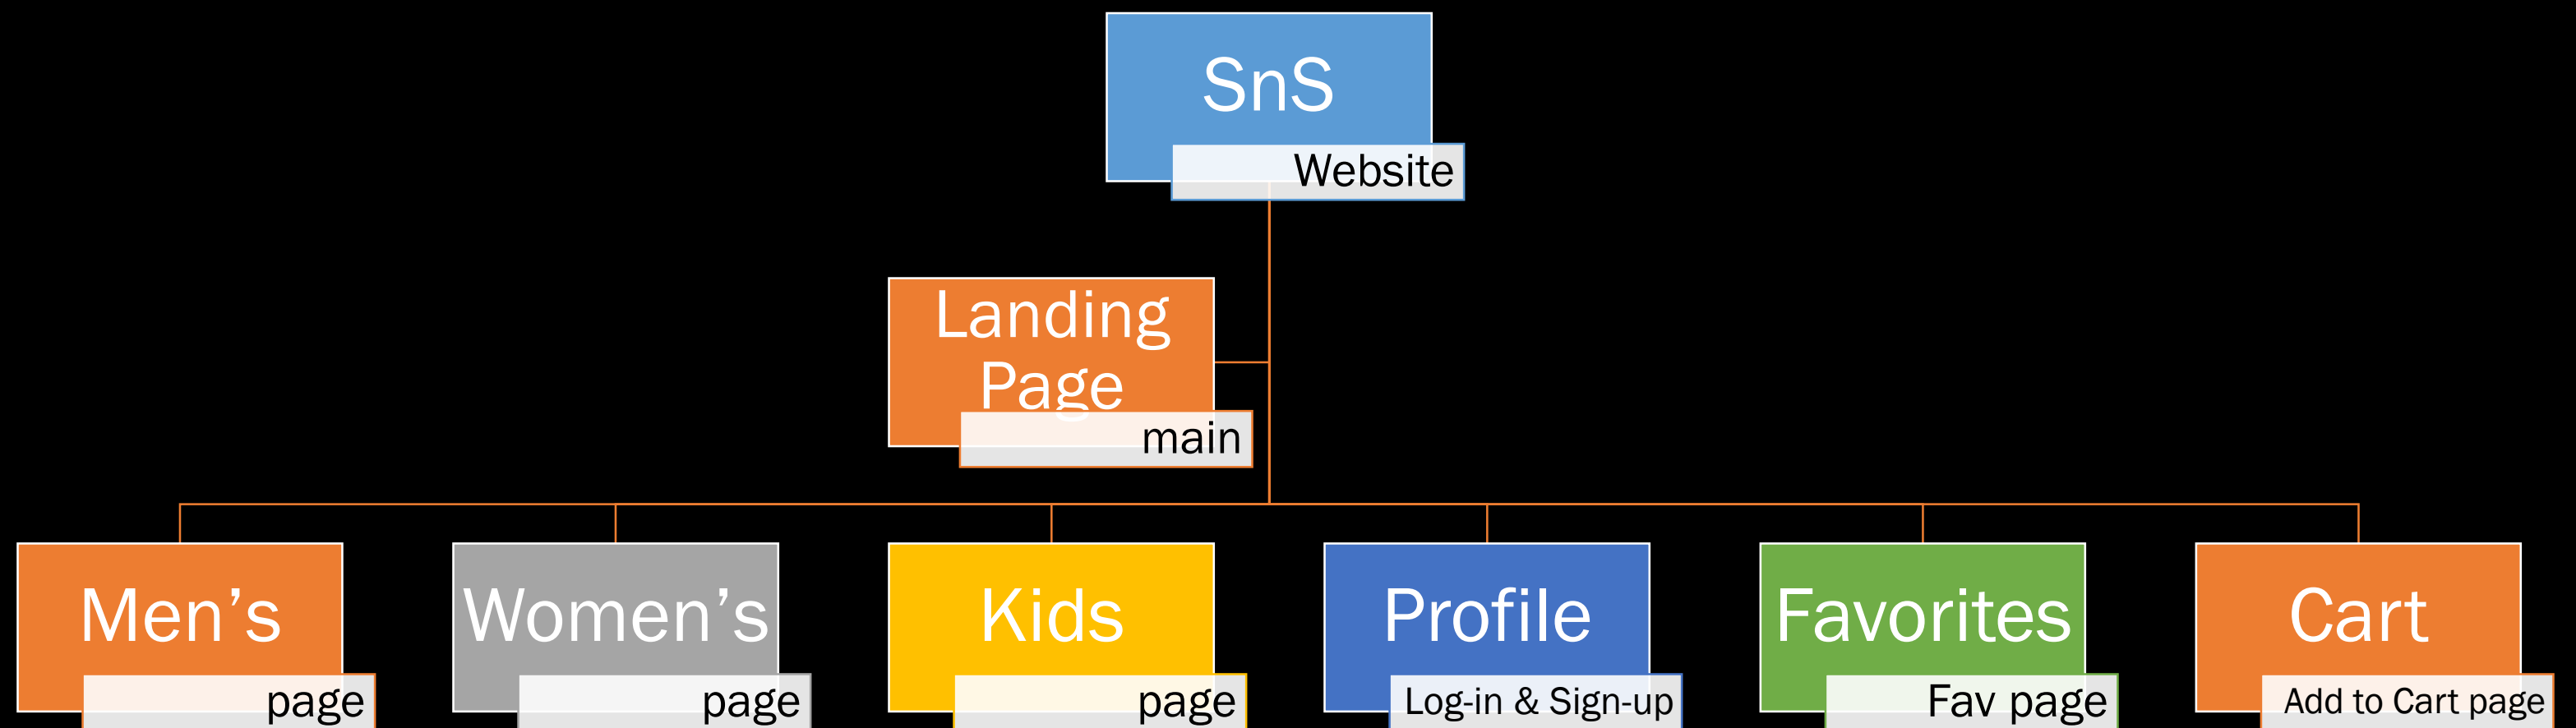 SnS
Website
Landing
Page
main
Men’s
page
Women’s
page
Kids
page
Profile
Log-in & Sign-up
Favorites
Fav page
Cart
Add to Cart page